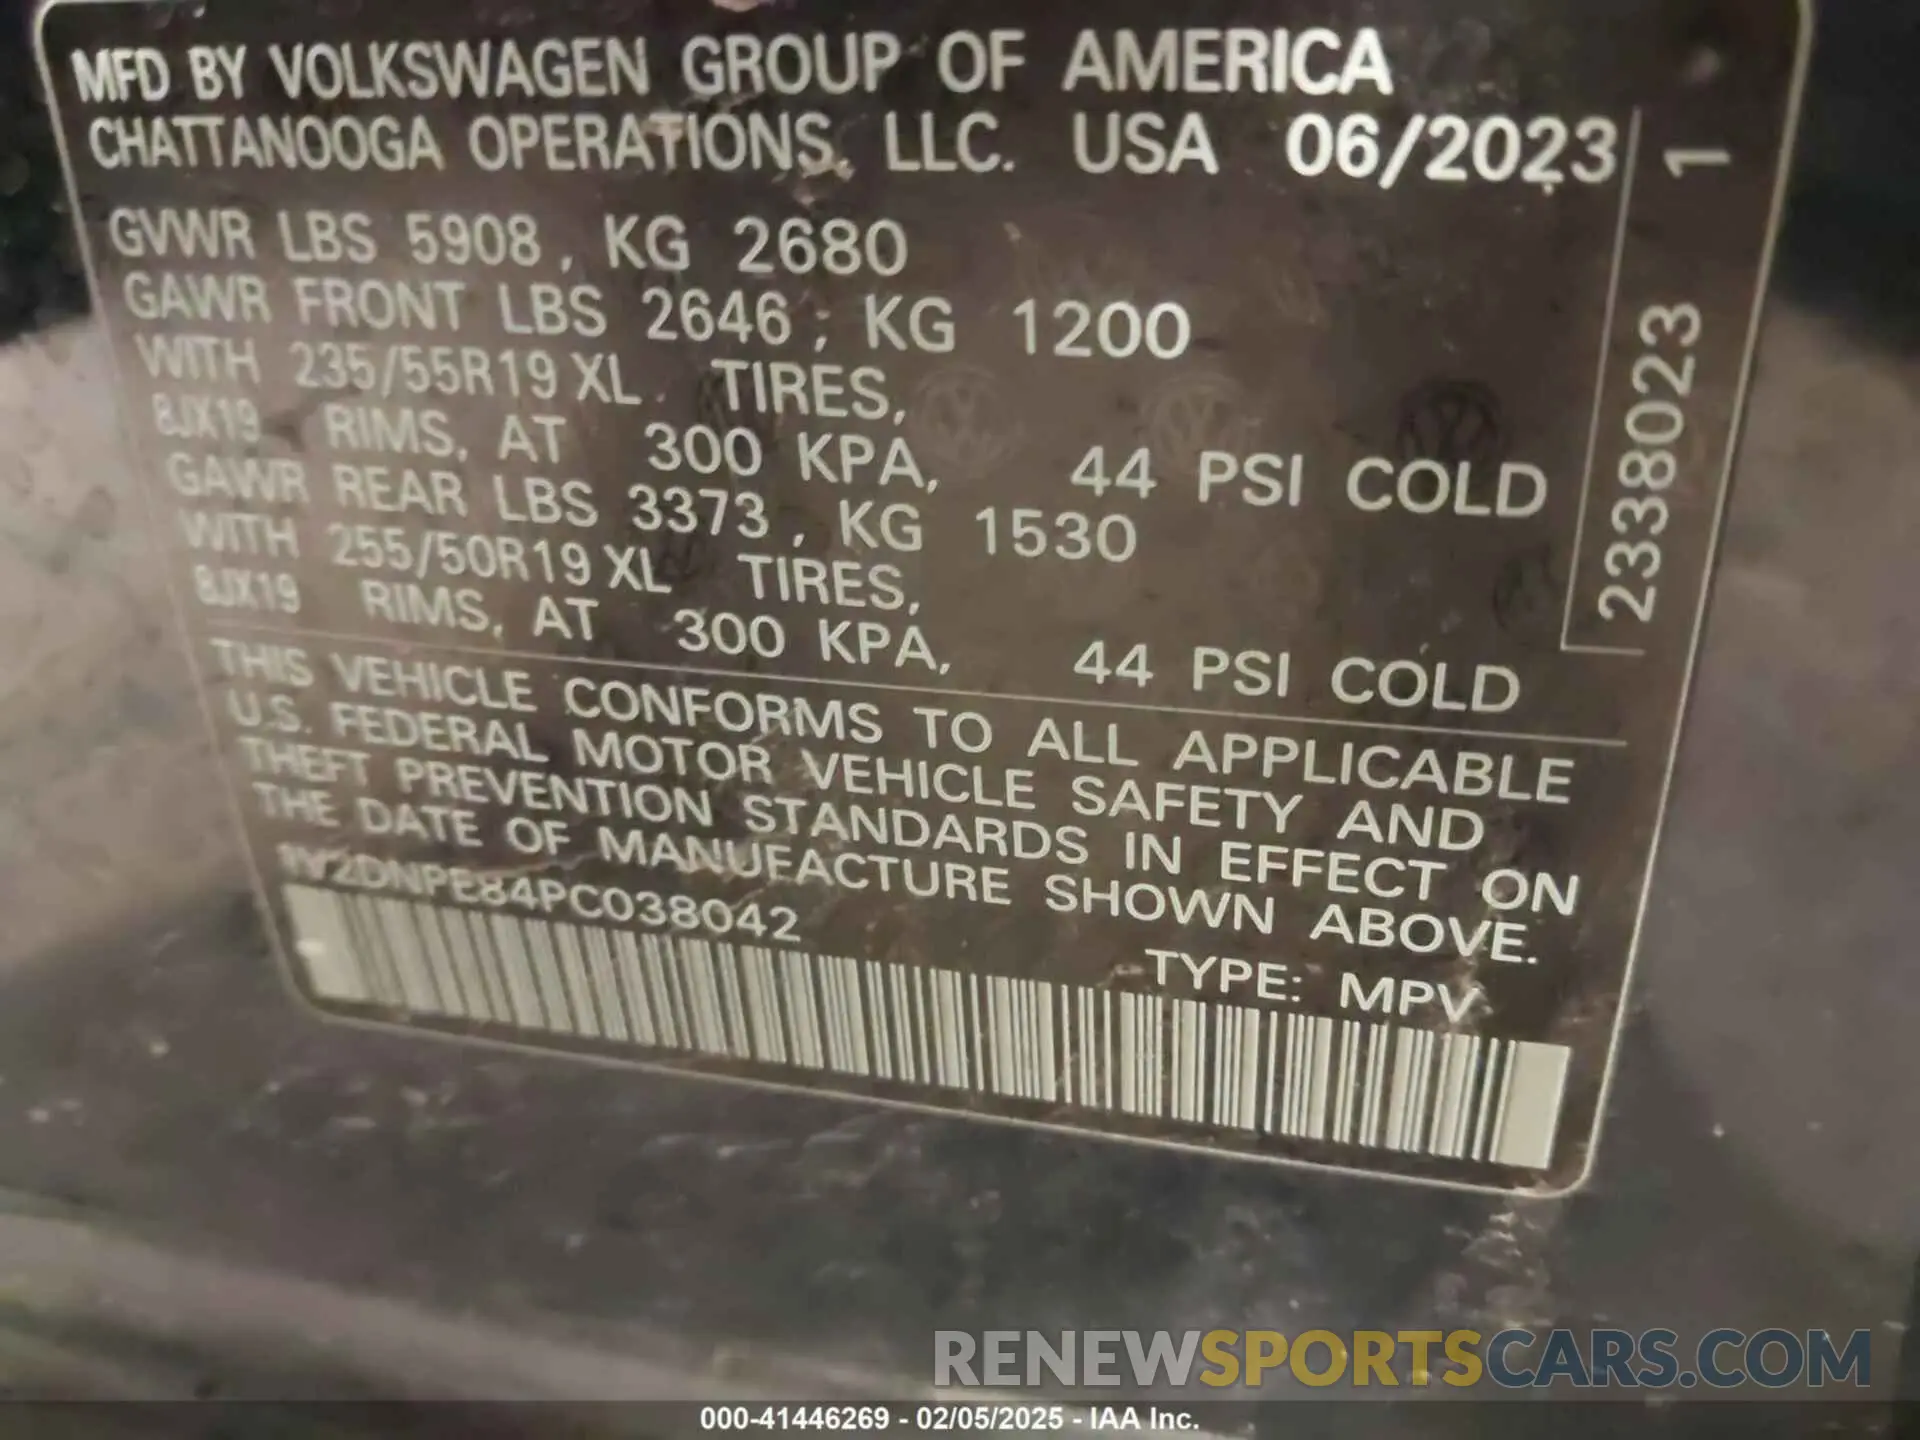 MFD BY VOLKSWAGEN GROUP OF AMERICA
CHATTANOOGA OPERATIONS, LLC. USA 06/2023
GVWR LBS 5908, KG 2680
GAWR FRONT LBS 2646, KG 1200
WITH 235/55R19 XL TIRES,
8JX19 RIMS, AT 300 KPA, 44 PSI COLD
GAWR REAR LBS 3373, KG 1530
WITH 255/50R19 XL TIRES,
8JX19 RIMS, AT 300 KPA, 44 PSI COLD
THIS VEHICLE CONFORMS TO ALL APPLICABLE
U.S. FEDERAL MOTOR VEHICLE SAFETY AND
THEFT PREVENTION STANDARDS IN EFFECT ON
THE DATE OF MANUFACTURE SHOWN ABOVE.
1V2DNPE84PC038042
TYPE: MPV
2338023 1
RENEWSPORTSCARS.COM
000-41446269 - 02/05/2025 - IAA Inc.